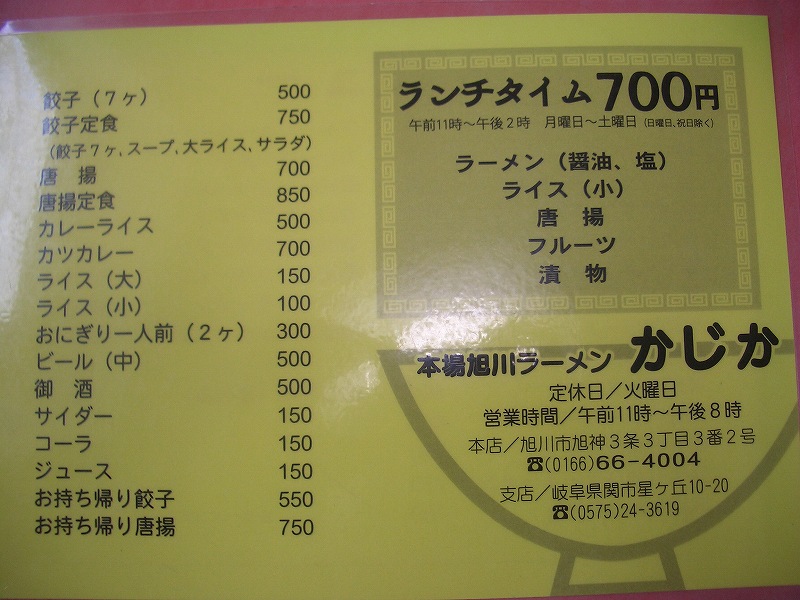 餃子（７ヶ） 500
餃子定食 750
（餃子７ヶ、スープ、大ライス、サラダ）
唐　揚 700
唐揚定食 850
カレーライス 500
カツカレー 700
ライス（大） 150
ライス（小） 100
おにぎり一人前（２ヶ） 300
ビール（中） 500
御　酒 500
サイダー 150
コーラ 150
ジュース 150
お持ち帰り餃子 550
お持ち帰り唐揚 750
ランチタイム 700円
午前11時〜午後２時　月曜日〜土曜日（日曜日、祝日除く）
ラーメン（醤油、塩）
ライス（小）
唐　揚
フルーツ
漬　物
本場旭川ラーメン かじか
定休日／火曜日
営業時間／午前11時〜午後８時
本店／旭川市旭神３条３丁目３番２号
☎(0166)66-4004
支店／岐阜県関市星ヶ丘10-20
☎(0575)24-3619